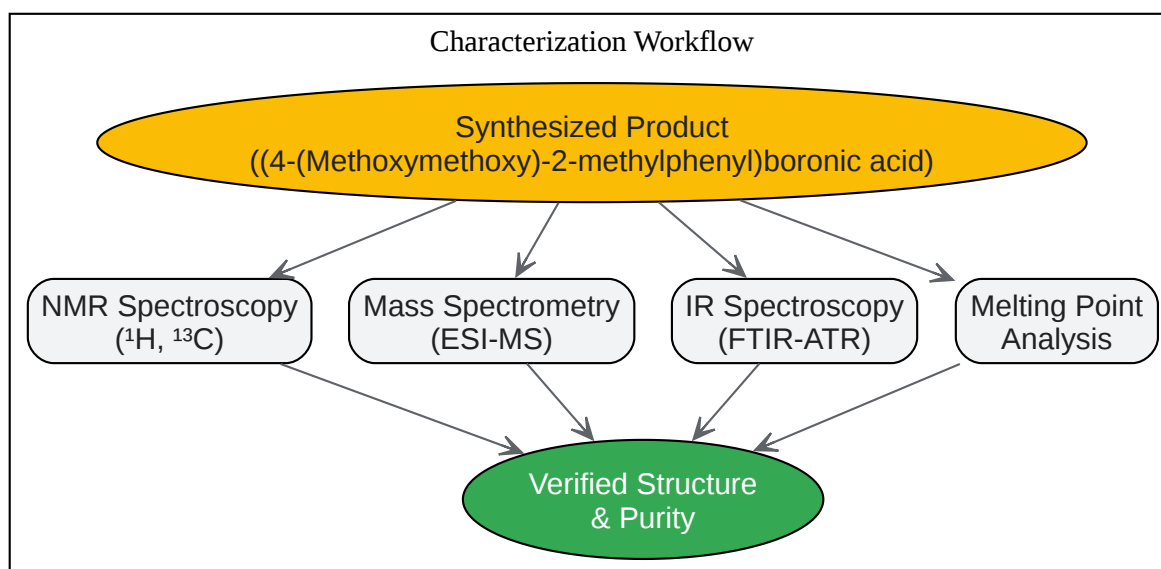 Characterization Workflow
Synthesized Product
((4-(Methoxymethoxy)-2-methylphenyl)boronic acid)
NMR Spectroscopy
(¹H, ¹³C)
Mass Spectrometry
(ESI-MS)
IR Spectroscopy
(FTIR-ATR)
Melting Point
Analysis
Verified Structure
& Purity